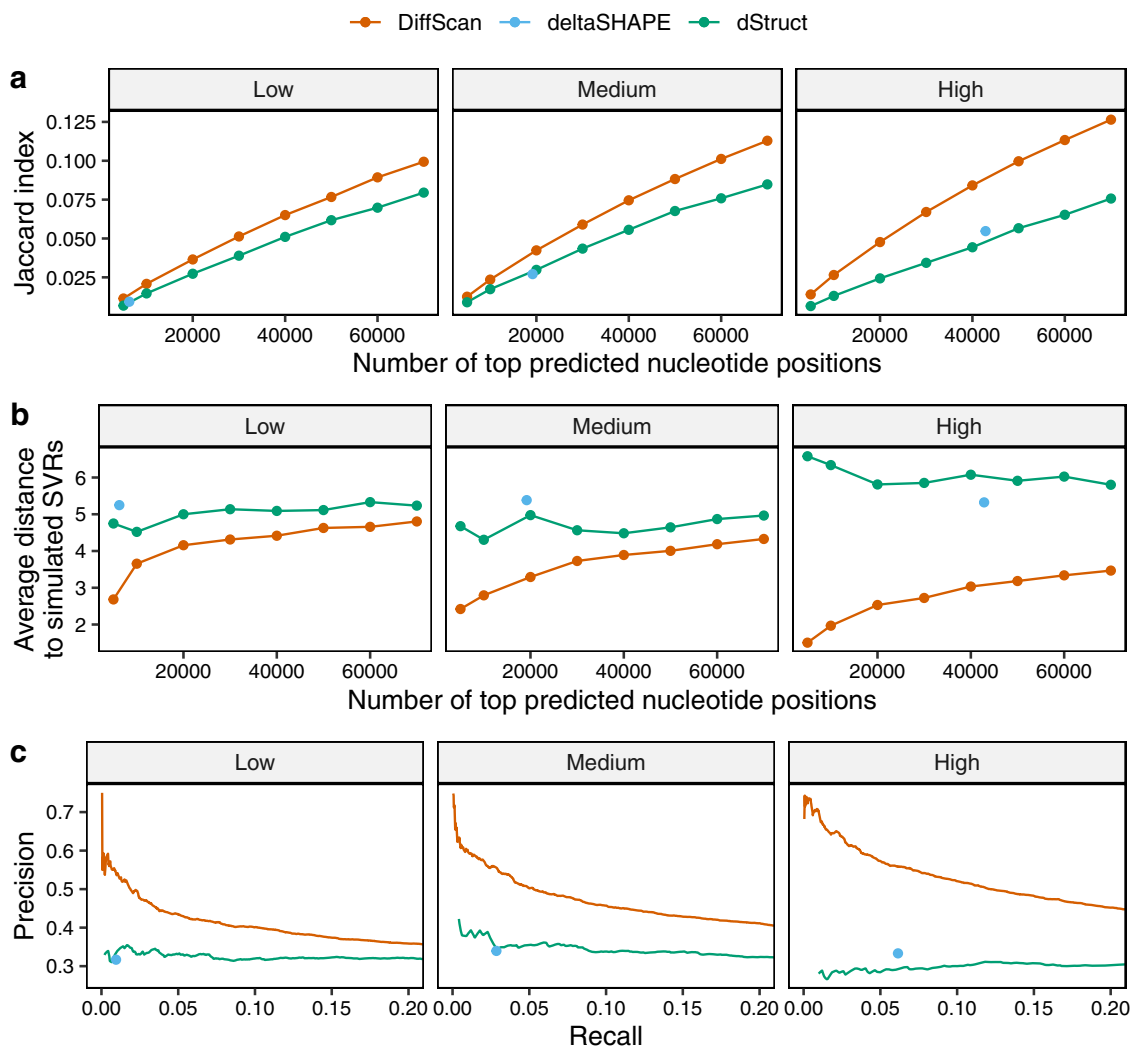 DiffScan deltaSHAPE dStruct
a
Low Medium High
Jaccard index
0.125
0.100
0.075
0.050
0.025
20000 40000 60000 20000 40000 60000 20000 40000 60000
Number of top predicted nucleotide positions
b
Low Medium High
Average distance
to simulated SVRs
6
5
4
3
2
20000 40000 60000 20000 40000 60000 20000 40000 60000
Number of top predicted nucleotide positions
c
Low Medium High
Precision
0.7
0.6
0.5
0.4
0.3
0.00 0.05 0.10 0.15 0.20 0.00 0.05 0.10 0.15 0.20 0.00 0.05 0.10 0.15 0.20
Recall